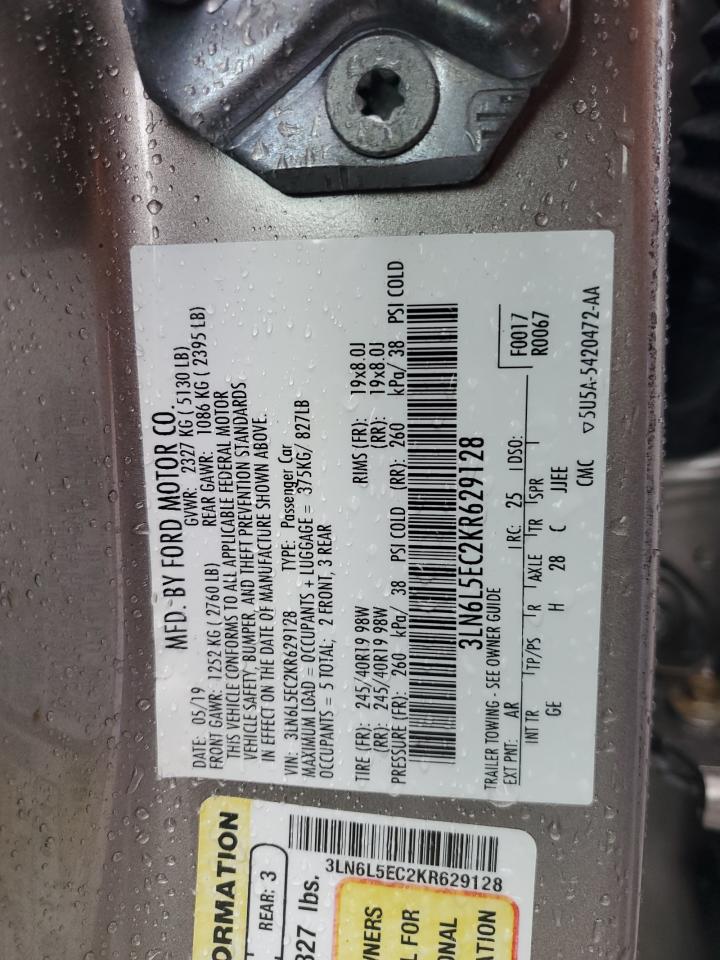 MFD. BY FORD MOTOR CO.
DATE: 05/19 GVWR: 2327 KG ( 5130 LB)
FRONT GAWR: 1252 KG ( 2760 LB) REAR GAWR: 1086 KG ( 2395 LB)
THIS VEHICLE CONFORMS TO ALL APPLICABLE FEDERAL MOTOR
VEHICLE SAFETY, BUMPER, AND THEFT PREVENTION STANDARDS
IN EFFECT ON THE DATE OF MANUFACTURE SHOWN ABOVE.
VIN: 3LN6L5EC2KR629128 TYPE: Passenger Car
MAXIMUM LOAD = OCCUPANTS + LUGGAGE = 375KG/ 827LB
OCCUPANTS = 5 TOTAL; 2 FRONT, 3 REAR
TIRE (FR): 245/40R19 98W RIMS (FR): 19x8.0J
(RR): 245/40R19 98W (RR): 19x8.0J
PRESSURE (FR): 260 kPa/ 38 PSI COLD (RR): 260 kPa/ 38 PSI COLD
3LN6L5EC2KR629128
TRAILER TOWING - SEE OWNER GUIDE
EXT PNT: AR RC: 25 DSO: F0017
R0067
INT TR TP/PS R AXLE TR SPR
GE H 28 C JJEE
CMC ▽5U5A-5420472-AA
ORMATION
REAR: 3
3LN6L5EC2KR629128
327 lbs.
WNERS
L FOR
ONAL
ATION